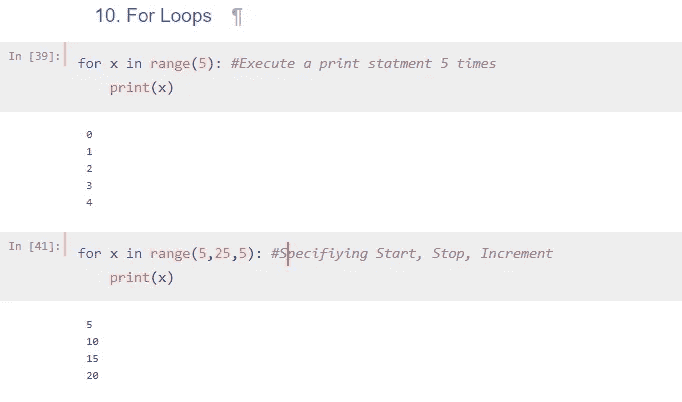 10. For Loops ¶
In [39]: for x in range(5): #Execute a print statment 5 times
print(x)
0
1
2
3
4
In [41]: for x in range(5,25,5): #Specifiying Start, Stop, Increment
print(x)
5
10
15
20